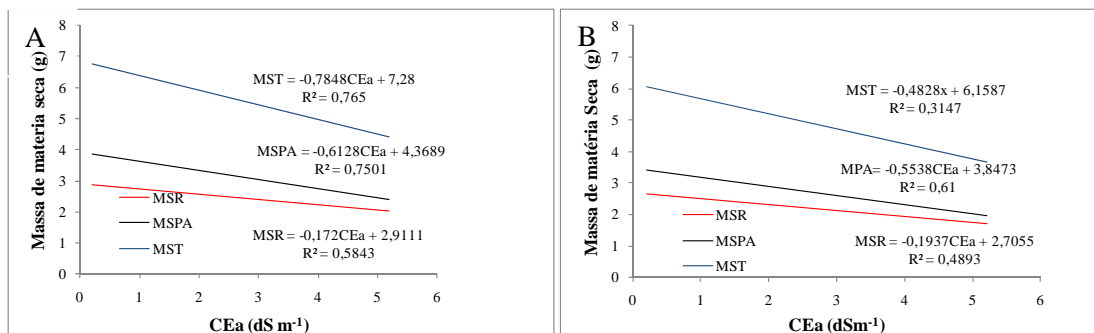 A
Massa de materia seca (g)
8
7
6
5
4
3
2
1
0
MST = -0,7848CEa + 7,28
R² = 0,765
MSPA = -0,6128CEa + 4,3689
R² = 0,7501
MSR = -0,172CEa + 2,9111
R² = 0,5843
MSR
MSPA
MST
0 1 2 3 4 5 6
CEa (dS m-1)
B
Massa de matéria Seca (g)
8
7
6
5
4
3
2
1
0
MST = -0,4828x + 6,1587
R² = 0,3147
MPA= -0,5538CEa + 3,8473
R² = 0,61
MSR = -0,1937CEa + 2,7055
R² = 0,4893
MSR
MSPA
MST
0 1 2 3 4 5 6
CEa (dSm-1)